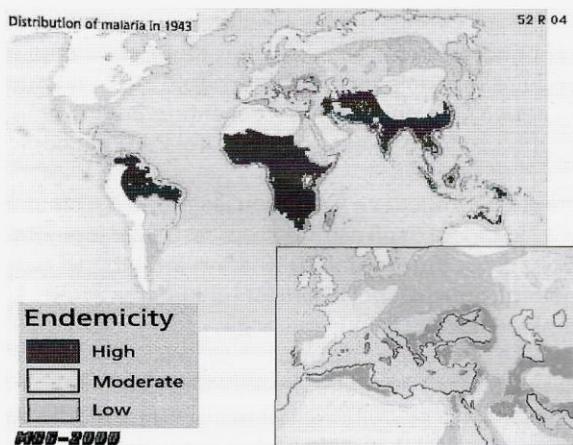 Distribution of malaria in 1943
52 R 04
Endemicity
High
Moderate
Low